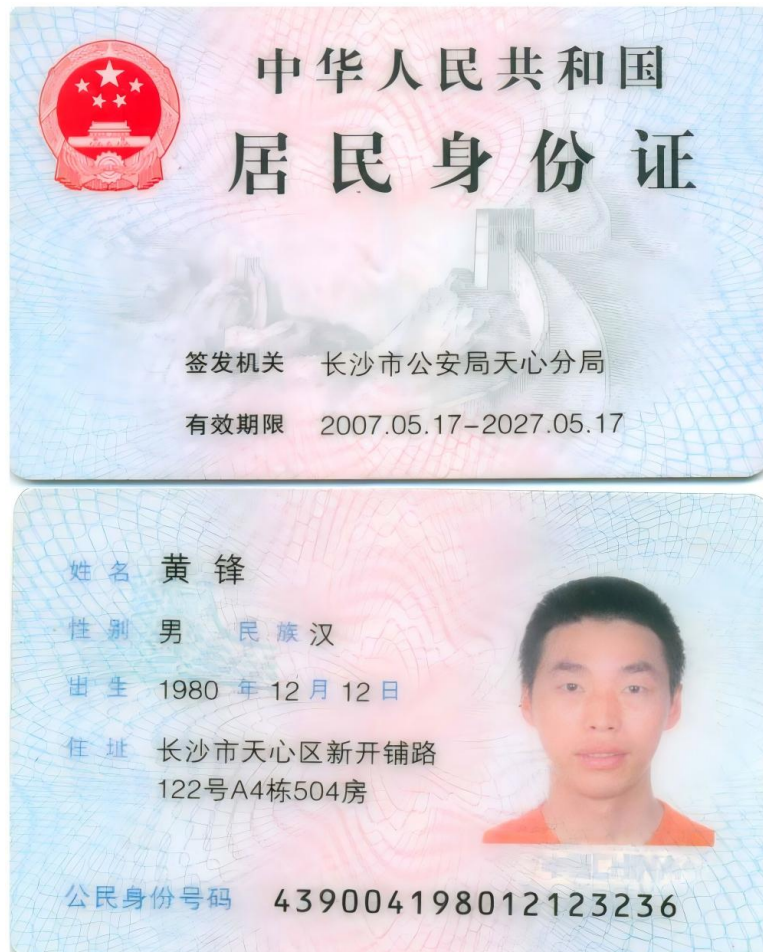 中华人民共和国
居民身份证
签发机关 长沙市公安局天心分局
有效期限 2007.05.17-2027.05.17
姓名 黄锋
性别 男 民族 汉
出生 1980 年 12 月 12 日
住址 长沙市天心区新开铺路
122号A4栋504房
公民身份号码 439004198012123236